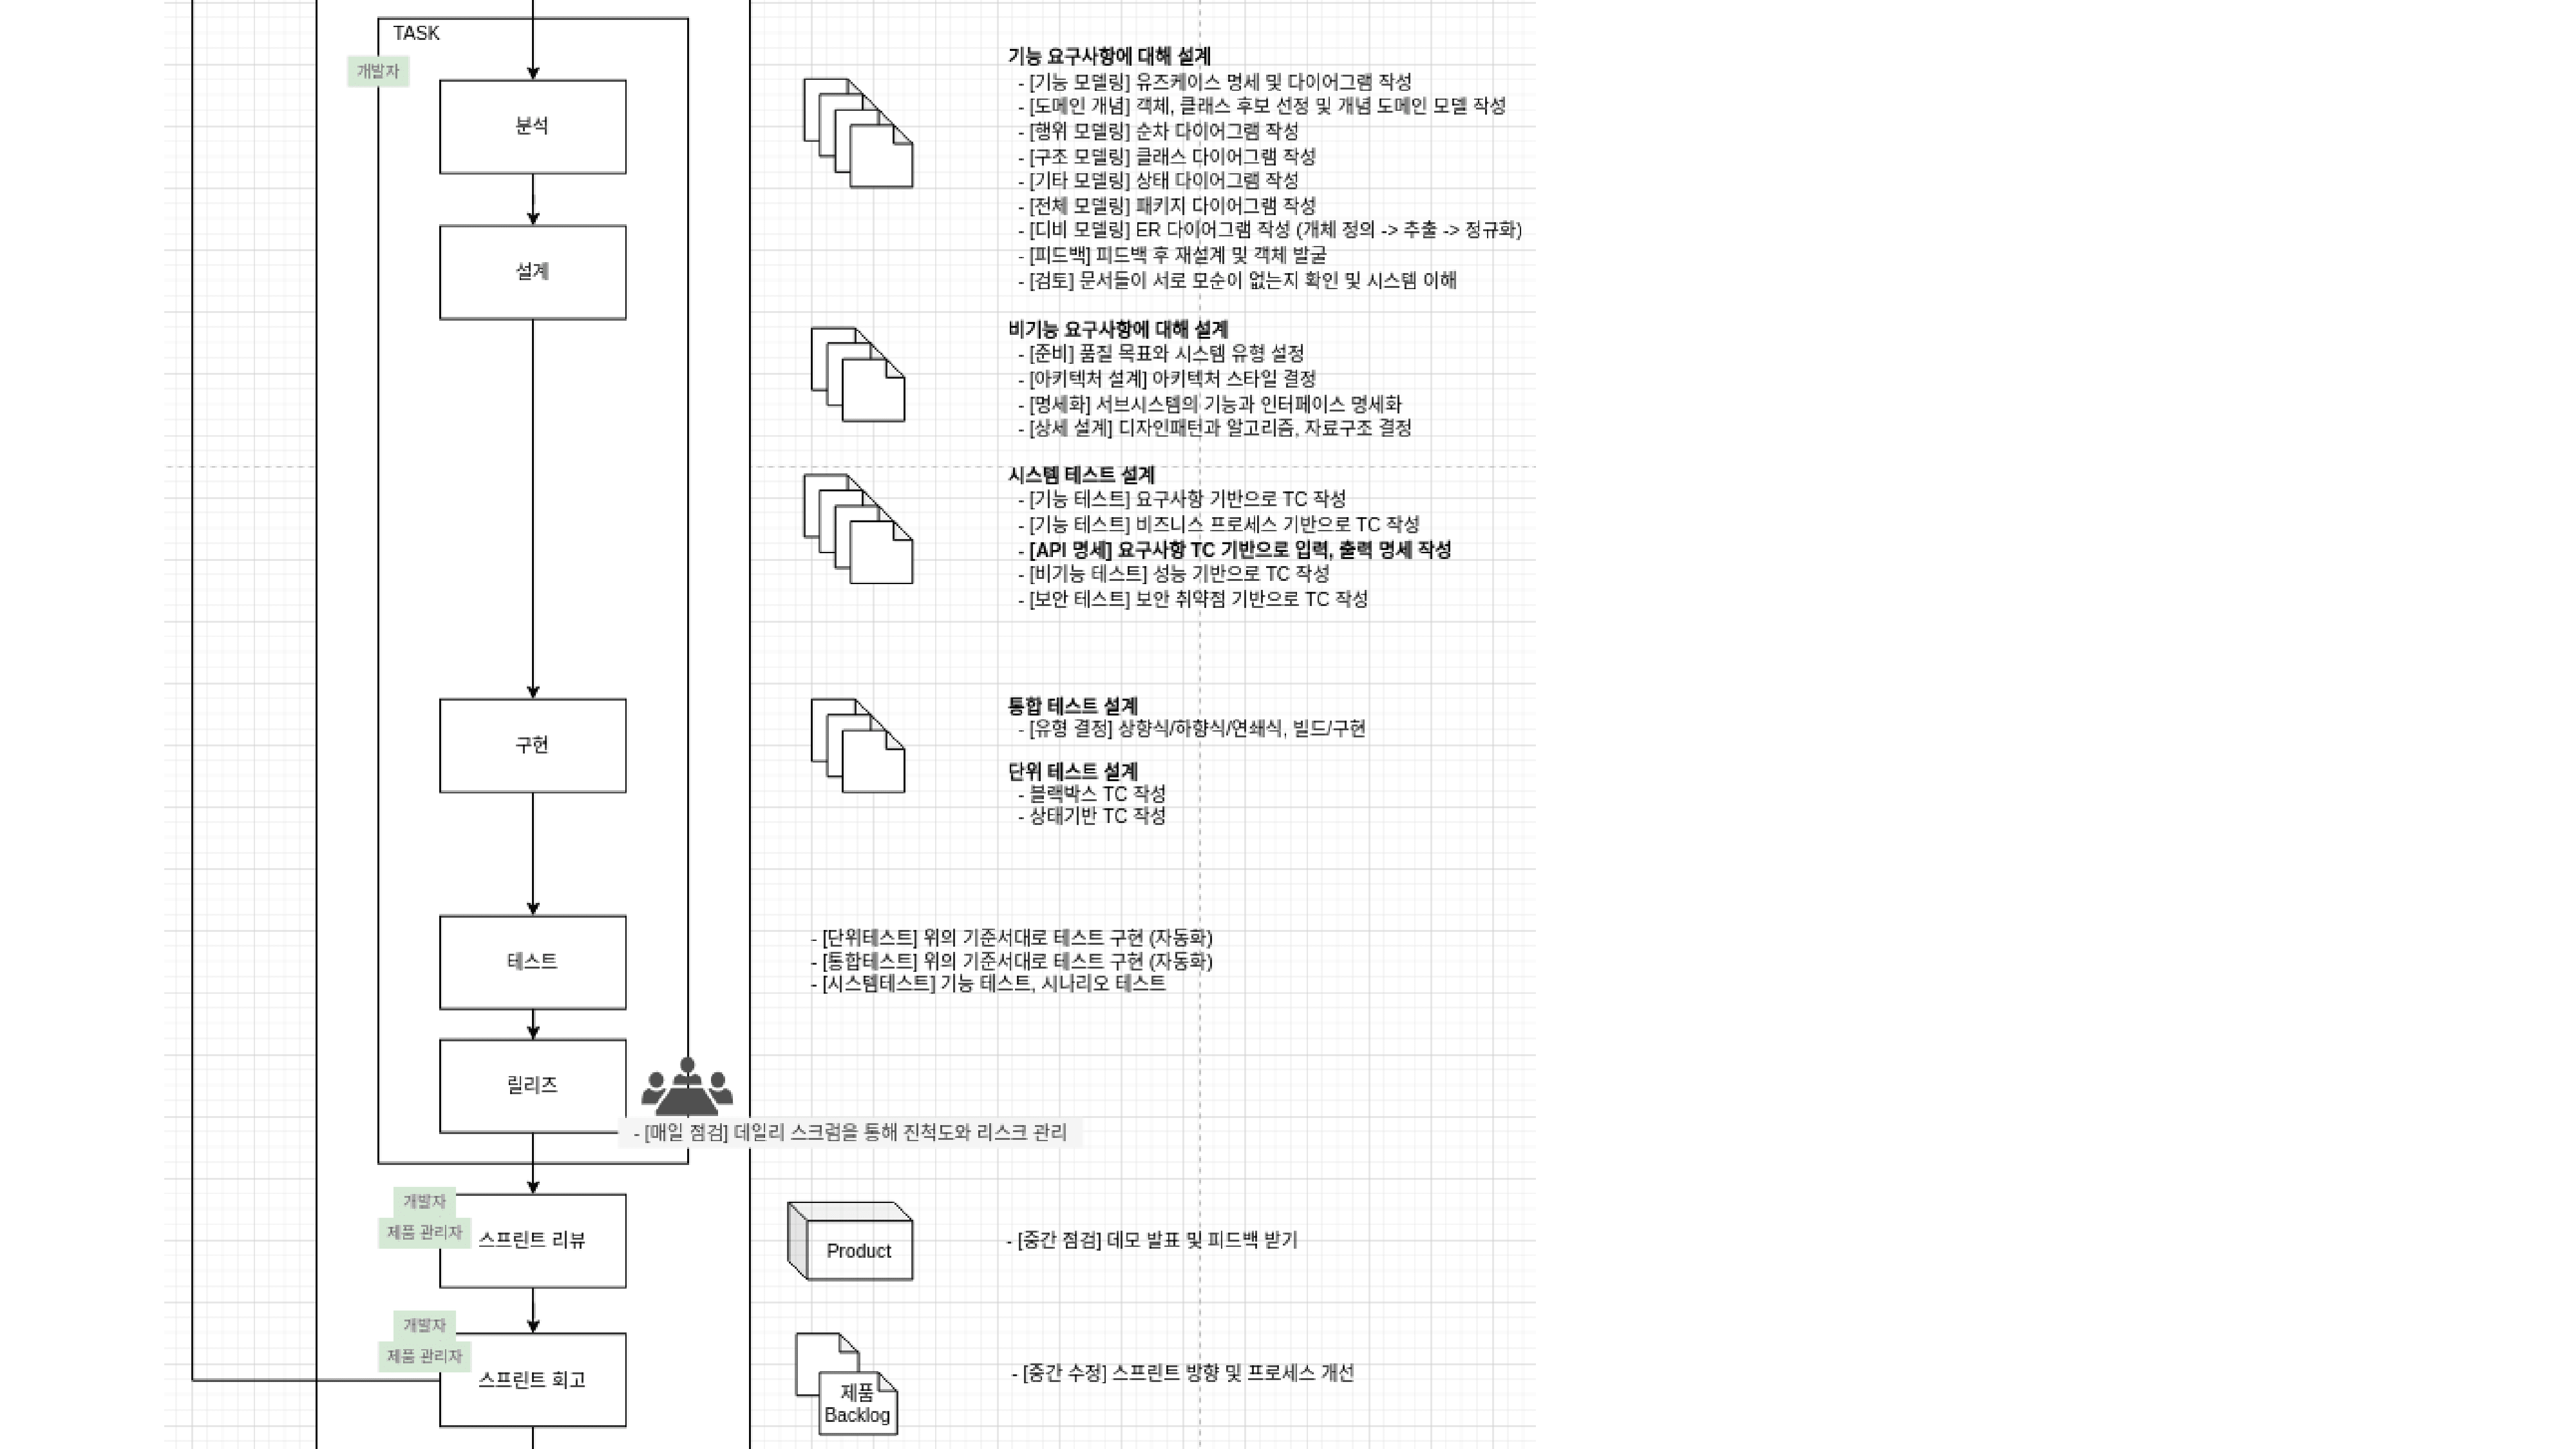 TASK
개발자
분석
설계
기능 요구사항에 대해 설계
- [기능 모델링] 유즈케이스 명세 및 다이어그램 작성
- [도메인 개념] 객체, 클래스 후보 선정 및 개념 도메인 모델 작성
- [행위 모델링] 순차 다이어그램 작성
- [구조 모델링] 클래스 다이어그램 작성
- [기타 모델링] 상태 다이어그램 작성
- [전체 모델링] 패키지 다이어그램 작성
- [디비 모델링] ER 다이어그램 작성 (개체 정의 -> 추출 -> 정규화)
- [피드백] 피드백 후 재설계 및 객체 발굴
- [검토] 문서들이 서로 모순이 없는지 확인 및 시스템 이해
비기능 요구사항에 대해 설계
- [준비] 품질 목표와 시스템 유형 설정
- [아키텍처 설계] 아키텍처 스타일 결정
- [명세화] 서브시스템의 기능과 인터페이스 명세화
- [상세 설계] 디자인패턴과 알고리즘, 자료구조 결정
시스템 테스트 설계
- [기능 테스트] 요구사항 기반으로 TC 작성
- [기능 테스트] 비즈니스 프로세스 기반으로 TC 작성
- [API 명세] 요구사항 TC 기반으로 입력, 출력 명세 작성
- [비기능 테스트] 성능 기반으로 TC 작성
- [보안 테스트] 보안 취약점 기반으로 TC 작성
구현
통합 테스트 설계
- [유형 결정] 상향식/하향식/연쇄식, 빌드/구현
단위 테스트 설계
- 블랙박스 TC 작성
- 상태기반 TC 작성
테스트
- [단위테스트] 위의 기준서대로 테스트 구현 (자동화)
- [통합테스트] 위의 기준서대로 테스트 구현 (자동화)
- [시스템테스트] 기능 테스트, 시나리오 테스트
릴리즈
- [매일 점검] 데일리 스크럼을 통해 진척도와 리스크 관리
개발자
제품 관리자
스프린트 리뷰
Product
- [중간 점검] 데모 발표 및 피드백 받기
개발자
제품 관리자
스프린트 회고
제품
Backlog
- [중간 수정] 스프린트 방향 및 프로세스 개선